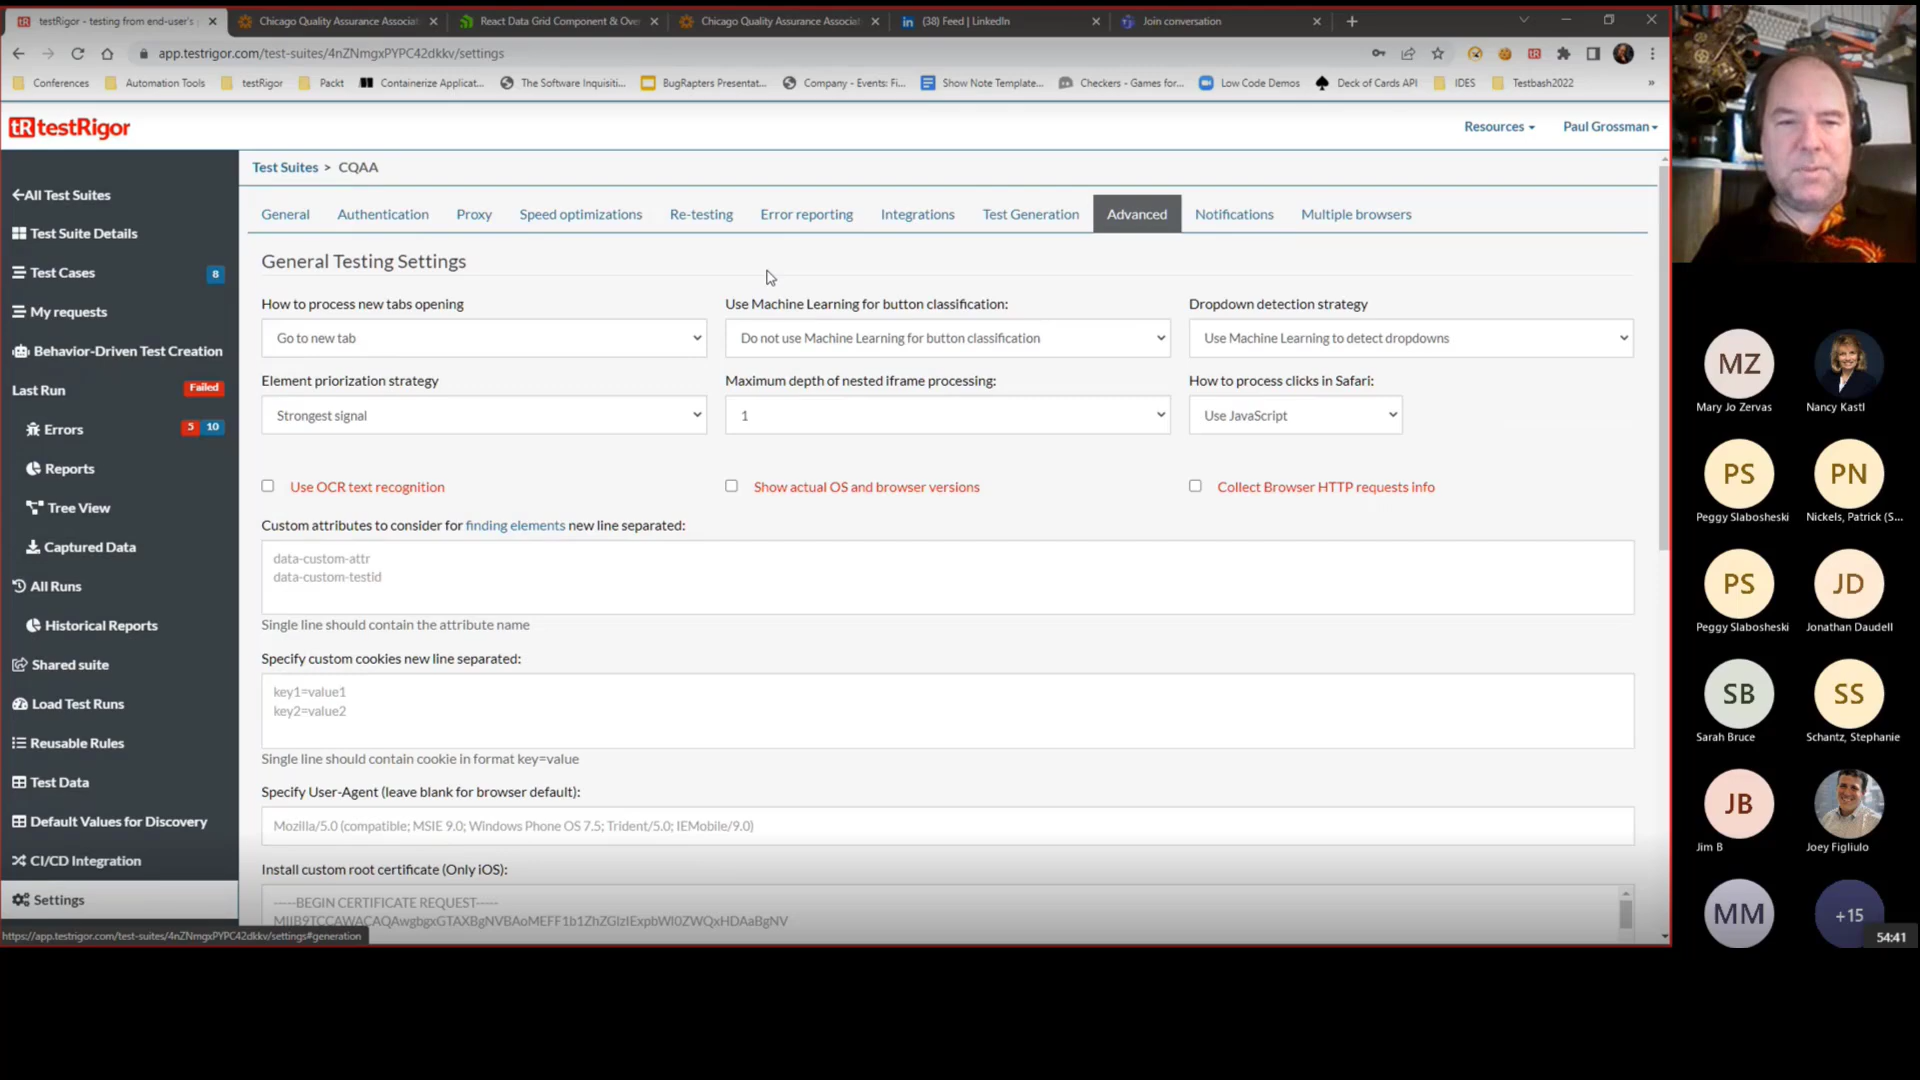 testRigor - testing from end-user's
Chicago Quality Assurance Associat
React Data Grid Component & Ove
Chicago Quality Assurance Associat
(38) Feed | LinkedIn
Join conversation
app.testrigor.com/test-suites/4nZNmgxPYPC42dkkv/settings
Conferences
Automation Tools
testRigor
Packt
Containerize Applicat...
The Software Inquisiti...
BugRapters Presentat...
Company - Events: Fi...
Show Note Template...
Checkers - Games for...
Low Code Demos
Deck of Cards API
IDES
Testbash2022
tR testRigor
Resources
Paul Grossman
All Test Suites
Test Suite Details
Test Cases 8
My requests
Behavior-Driven Test Creation
Last Run Failed
Errors 5 10
Reports
Tree View
Captured Data
All Runs
Historical Reports
Shared suite
Load Test Runs
Reusable Rules
Test Data
Default Values for Discovery
CI/CD Integration
Settings
https://app.testrigor.com/test-suites/4nZNmgxPYPC42dkkv/settings#generation
Test Suites > CQAA
General
Authentication
Proxy
Speed optimizations
Re-testing
Error reporting
Integrations
Test Generation
Advanced
Notifications
Multiple browsers
General Testing Settings
How to process new tabs opening
Go to new tab
Use Machine Learning for button classification:
Do not use Machine Learning for button classification
Dropdown detection strategy
Use Machine Learning to detect dropdowns
Element priorization strategy
Strongest signal
Maximum depth of nested iframe processing:
1
How to process clicks in Safari:
Use JavaScript
Use OCR text recognition
Show actual OS and browser versions
Collect Browser HTTP requests info
Custom attributes to consider for finding elements new line separated:
data-custom-attr
data-custom-testid
Single line should contain the attribute name
Specify custom cookies new line separated:
key1=value1
key2=value2
Single line should contain cookie in format key=value
Specify User-Agent (leave blank for browser default):
Mozilla/5.0 (compatible; MSIE 9.0; Windows Phone OS 7.5; Trident/5.0; IEMobile/9.0)
Install custom root certificate (Only iOS):
-----BEGIN CERTIFICATE REQUEST-----
MZ
Mary Jo Zervas
Nancy Kastl
PS
Peggy Slabosheski
PN
Nickels, Patrick (S...
PS
Peggy Slabosheski
JD
Jonathan Daudell
SB
Sarah Bruce
SS
Schantz, Stephanie
JB
Jim B
Joey Figliulo
MM
+15
54:41